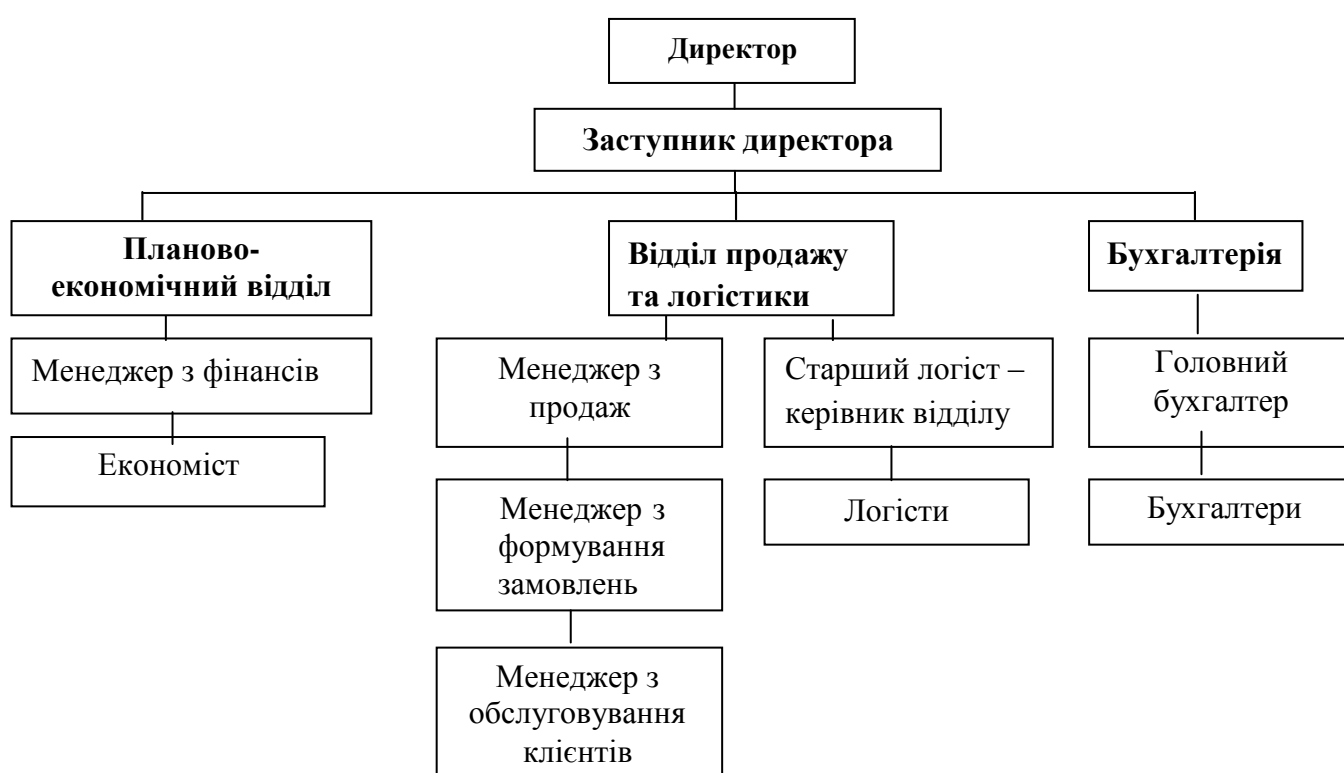 Директор
Заступник директора
Планово-
економічний відділ
Відділ продажу
та логістики
Бухгалтерія
Менеджер з фінансів
Менеджер з
продаж
Старший логіст –
керівник відділу
Головний
бухгалтер
Економіст
Менеджер з
формування
замовлень
Логісти
Бухгалтери
Менеджер з
обслуговування
клієнтів